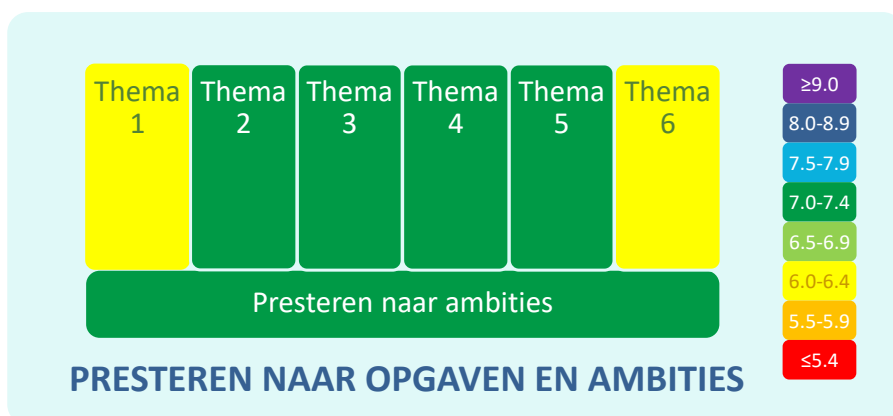 Thema
1
Thema
2
Thema
3
Thema
4
Thema
5
Thema
6
Presteren naar ambities
PRESTEREN NAAR OPGAVEN EN AMBITIES
≥9.0
8.0-8.9
7.5-7.9
7.0-7.4
6.5-6.9
6.0-6.4
5.5-5.9
≤5.4